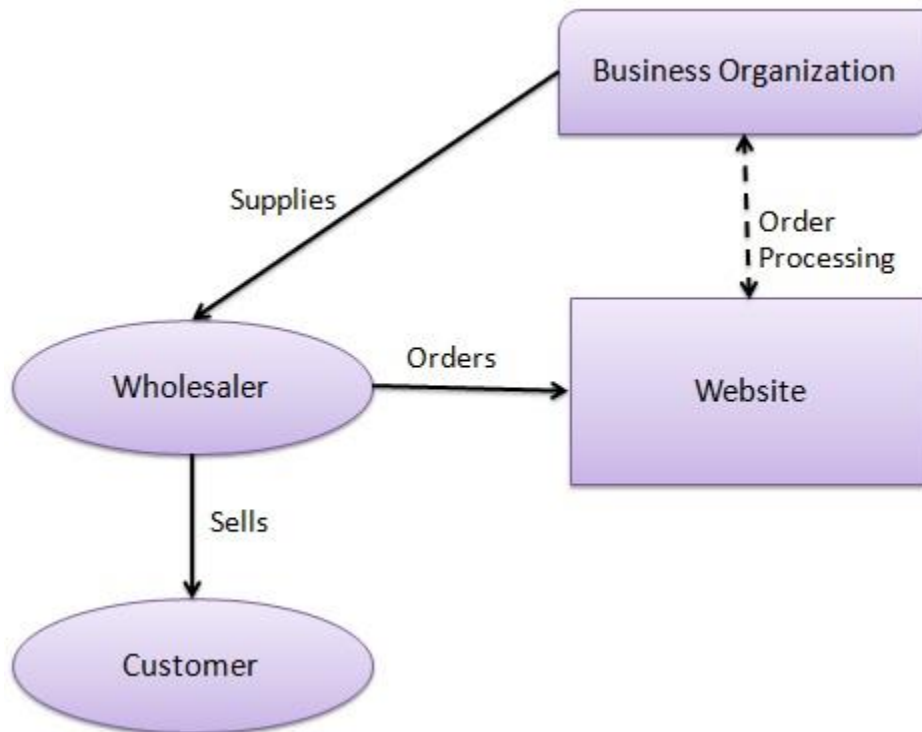 Business Organization
Supplies
Order
Processing
Orders
Wholesaler
Website
Sells
Customer